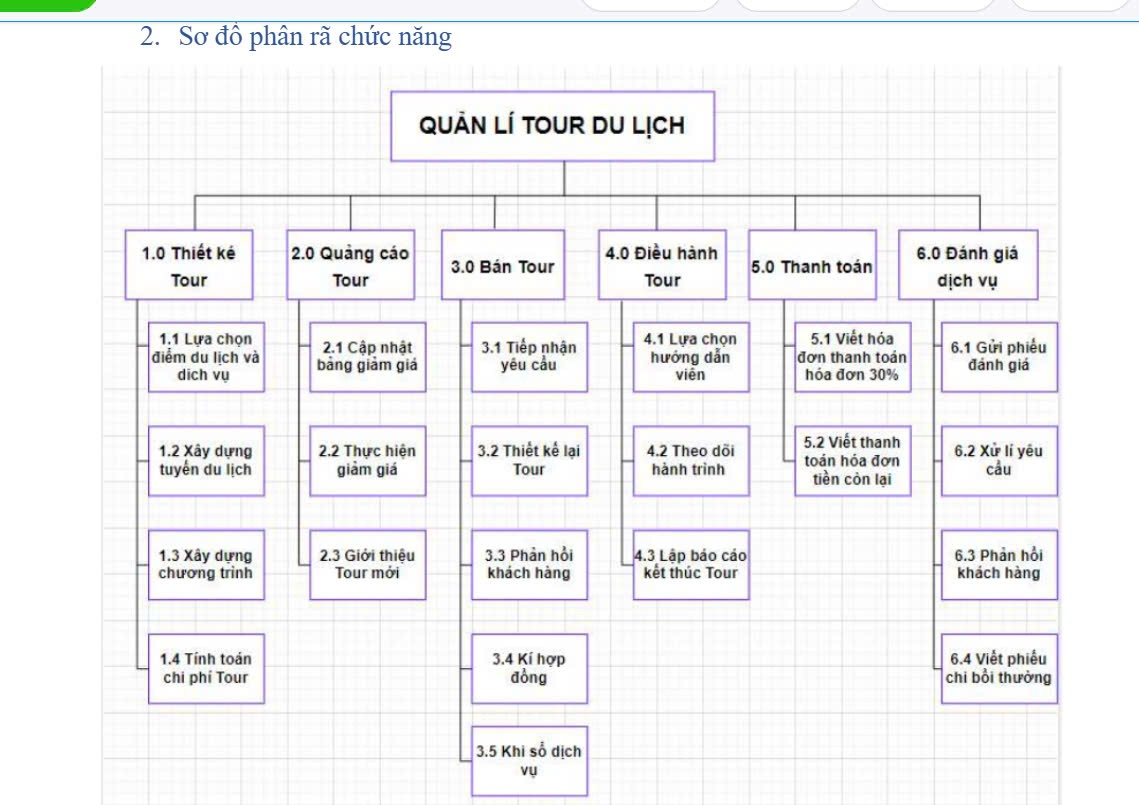 2. Sơ đồ phân rã chức năng
QUẢN LÍ TOUR DU LỊCH
1.0 Thiết kế
Tour
2.0 Quảng cáo
Tour
3.0 Bán Tour
4.0 Điều hành
Tour
5.0 Thanh toán
6.0 Đánh giá
dịch vụ
1.1 Lựa chọn
điểm du lịch và
dich vụ
1.2 Xây dựng
tuyến du lịch
1.3 Xây dựng
chương trình
1.4 Tính toán
chi phí Tour
2.1 Cập nhật
bảng giảm giá
2.2 Thực hiện
giảm giá
2.3 Giới thiệu
Tour mới
3.1 Tiếp nhận
yêu cầu
3.2 Thiết kế lại
Tour
3.3 Phản hồi
khách hàng
3.4 Kí hợp
đồng
3.5 Khi sổ dịch
vụ
4.1 Lựa chọn
hướng dẫn
viên
4.2 Theo dõi
hành trình
4.3 Lập báo cáo
kết thúc Tour
5.1 Viết hóa
đơn thanh toán
hóa đơn 30%
5.2 Viết thanh
toán hóa đơn
tiền còn lại
6.1 Gửi phiếu
đánh giá
6.2 Xử lí yêu
cầu
6.3 Phản hồi
khách hàng
6.4 Viết phiếu
chi bồi thường